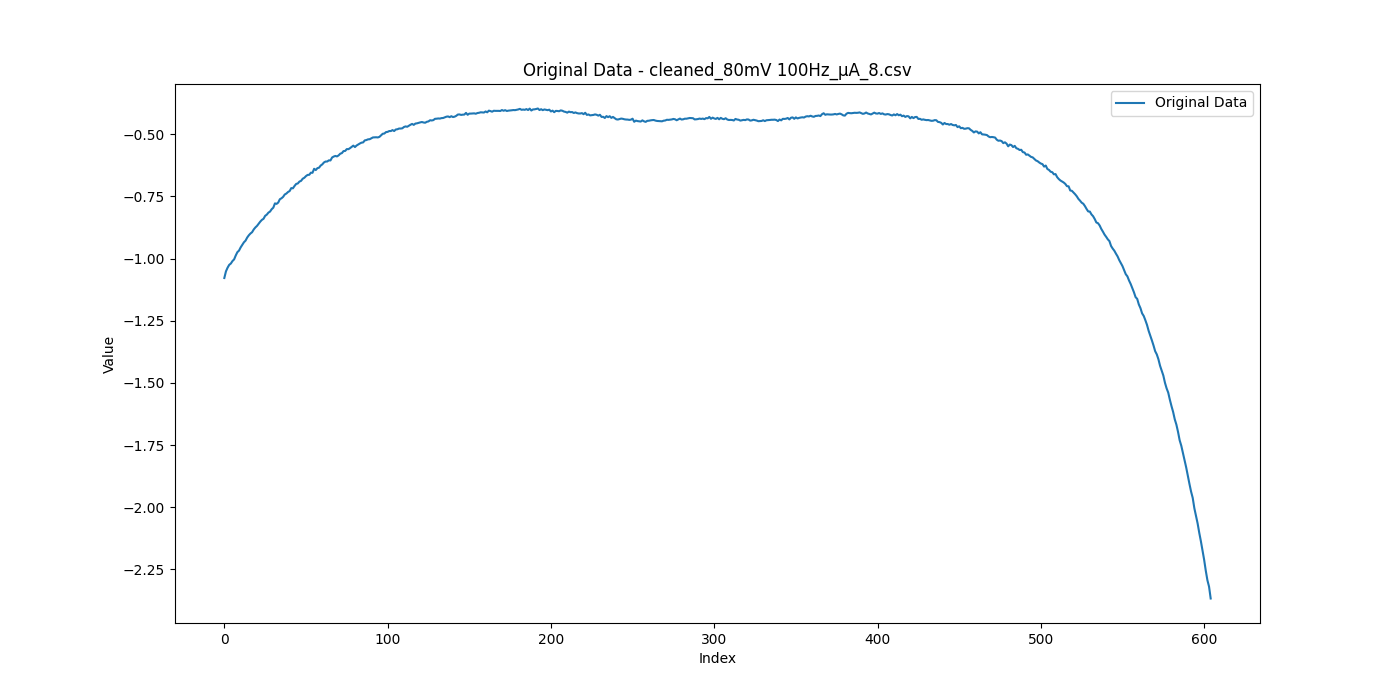 Original Data - cleaned_80mV 100Hz_μA_8.csv
Original Data
−0.50
−0.75
−1.00
−1.25
−1.50
−1.75
−2.00
−2.25
Value
0 100 200 300 400 500 600
Index